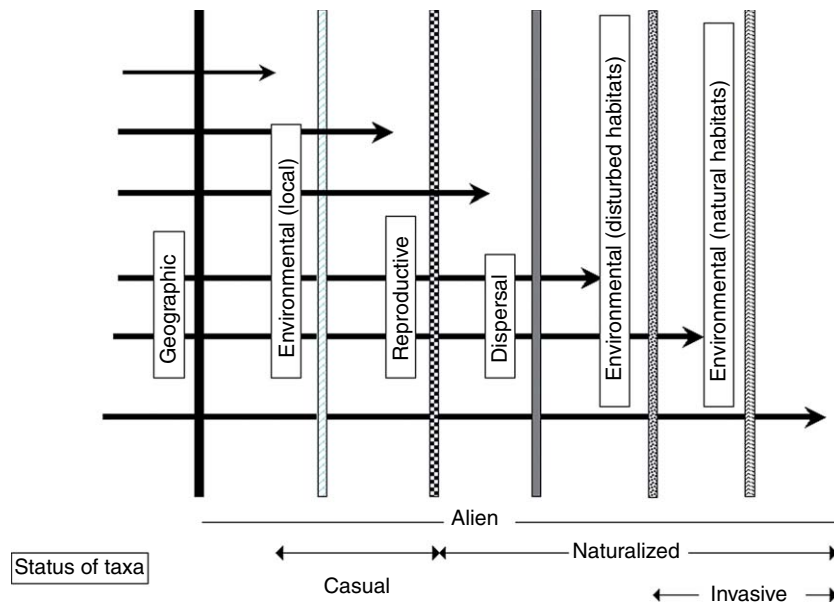 Geographic
Environmental (local)
Reproductive
Dispersal
Environmental (disturbed habitats)
Environmental (natural habitats)
Alien
Status of taxa
Naturalized
Casual
Invasive